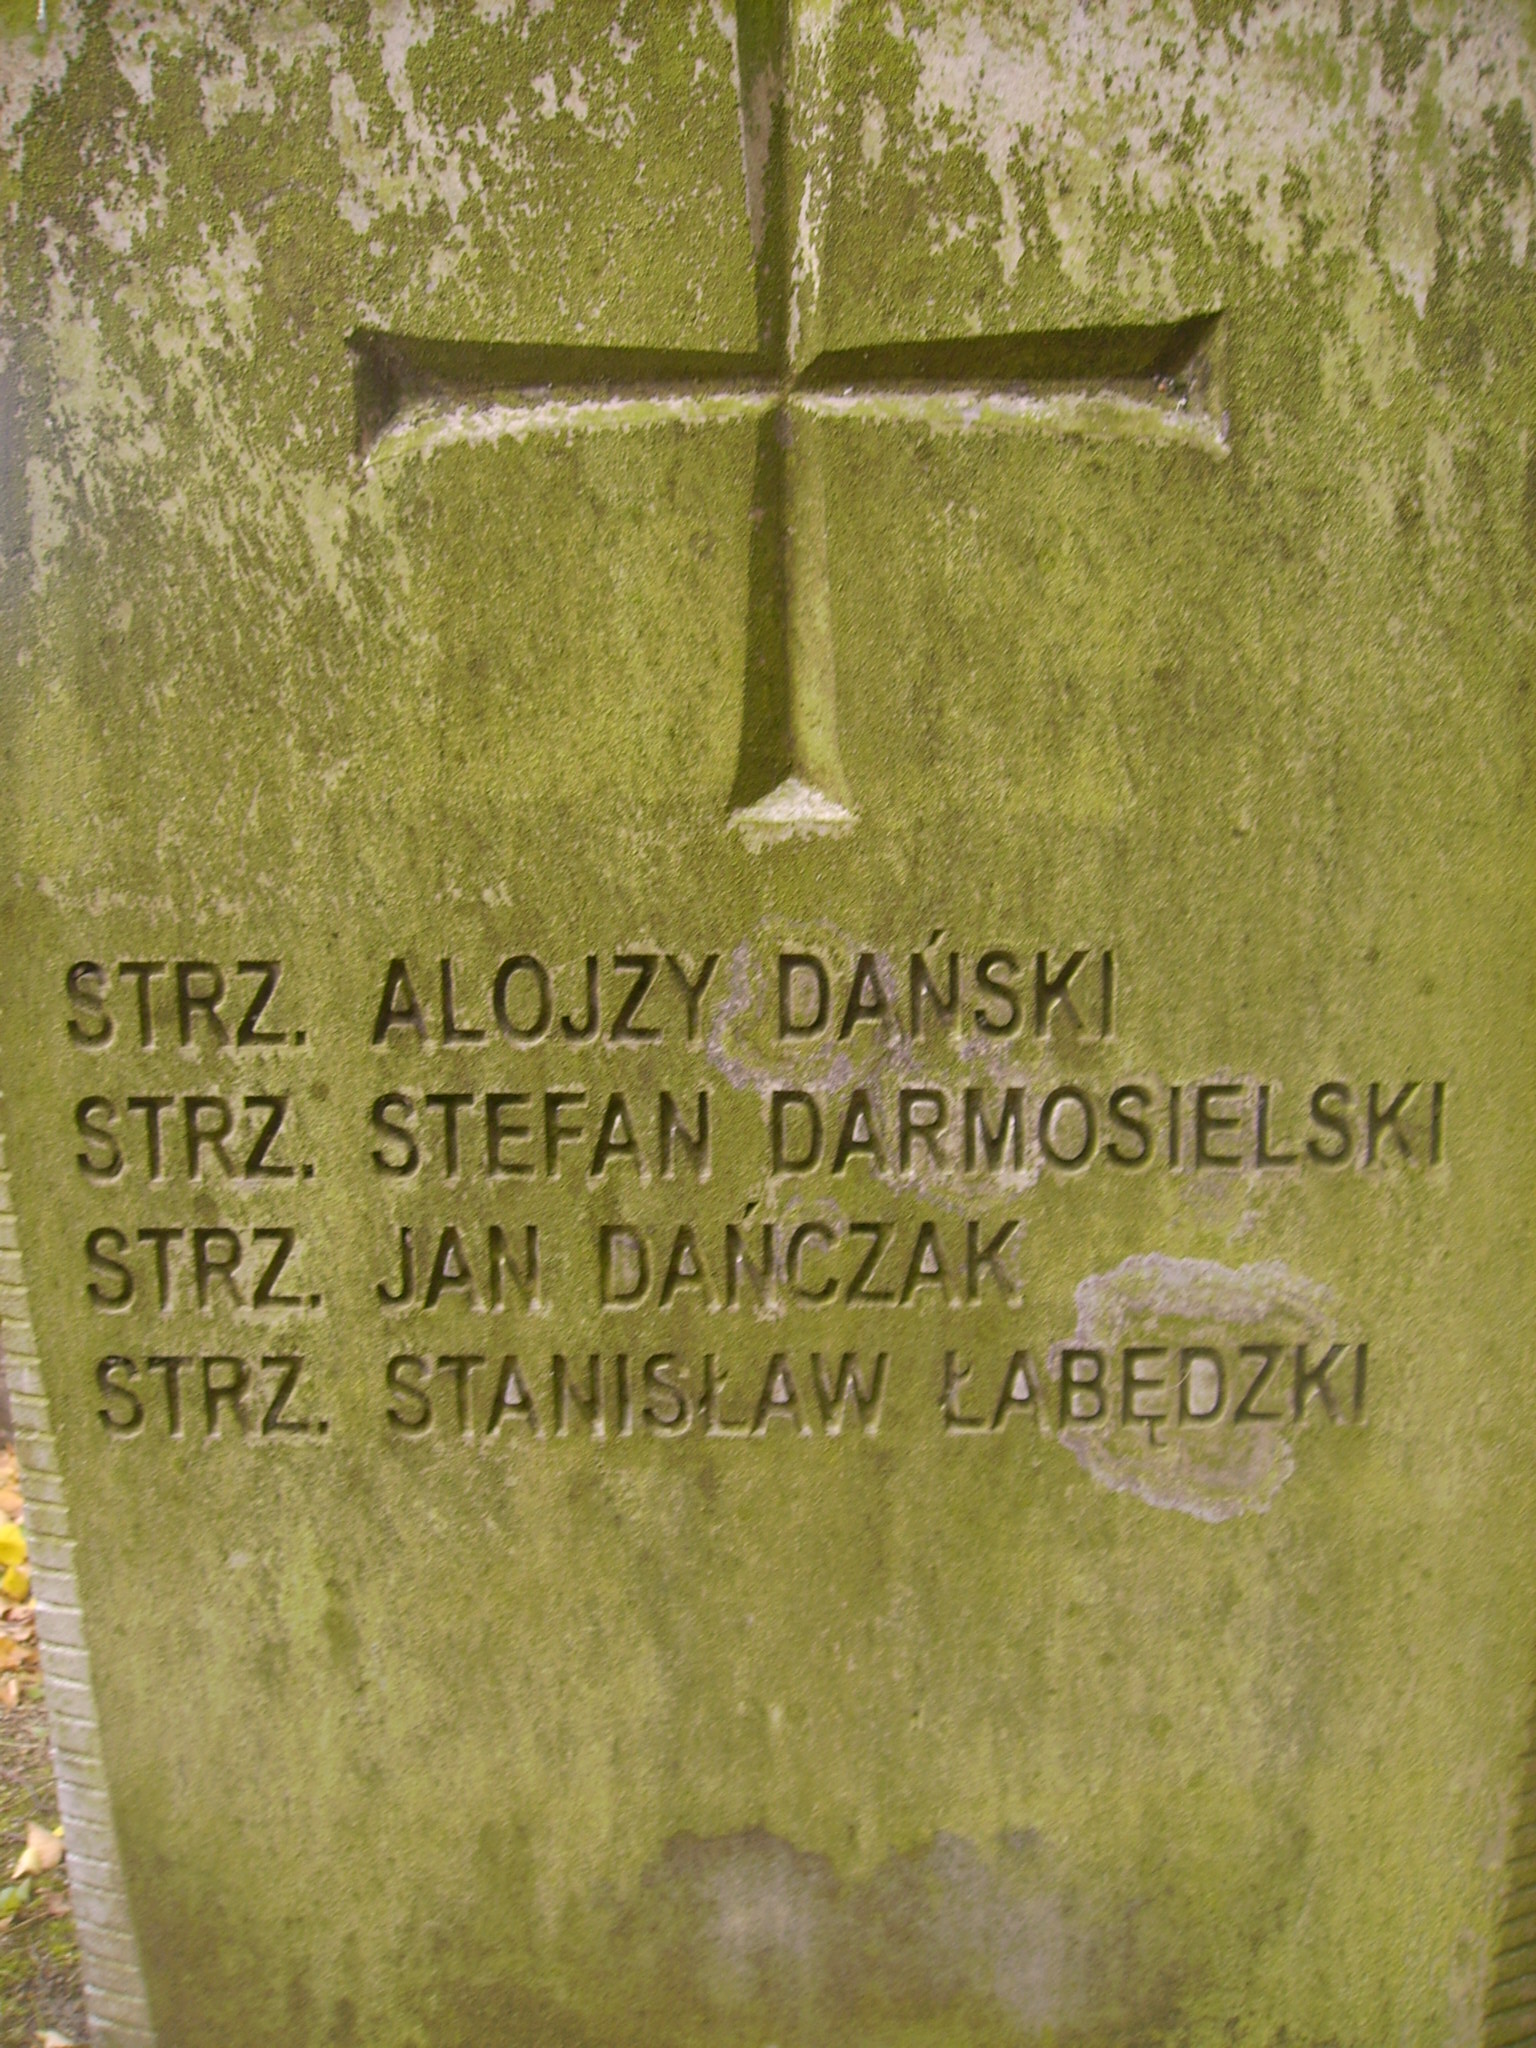 STRZ. ALOJZY DAŃSKI
STRZ. STEFAN DARMOSIELSKI
STRZ. JAN DAŃCZAK
STRZ. STANISŁAW ŁABĘDZKI